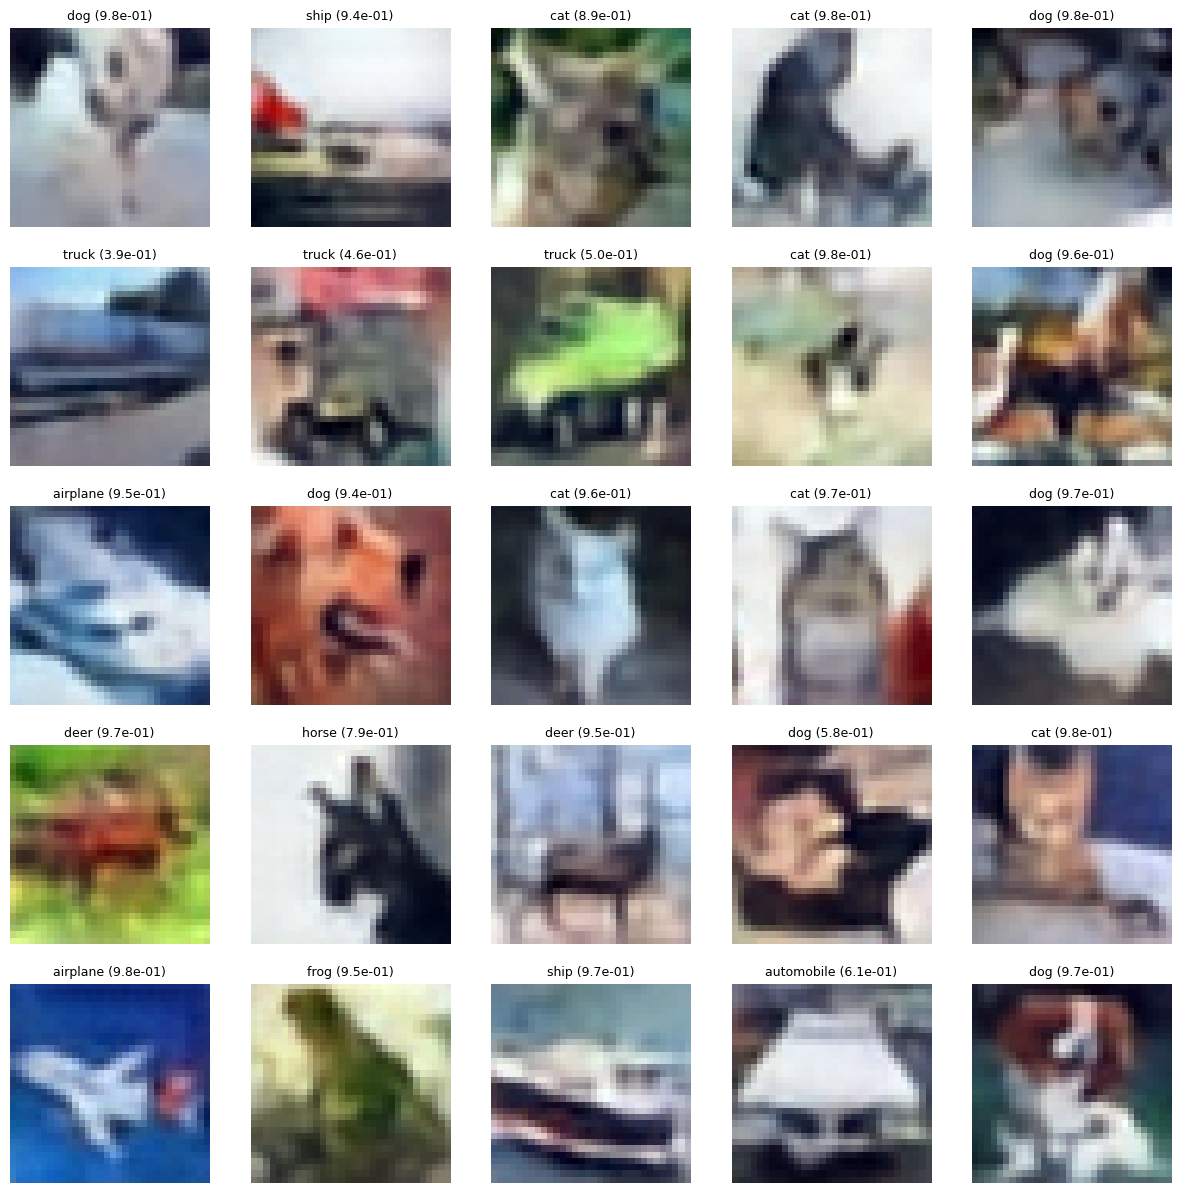 dog (9.8e-01)
ship (9.4e-01)
cat (8.9e-01)
cat (9.8e-01)
dog (9.8e-01)
truck (3.9e-01)
truck (4.6e-01)
truck (5.0e-01)
cat (9.8e-01)
dog (9.6e-01)
airplane (9.5e-01)
dog (9.4e-01)
cat (9.6e-01)
cat (9.7e-01)
dog (9.7e-01)
deer (9.7e-01)
horse (7.9e-01)
deer (9.5e-01)
dog (5.8e-01)
cat (9.8e-01)
airplane (9.8e-01)
frog (9.5e-01)
ship (9.7e-01)
automobile (6.1e-01)
dog (9.7e-01)